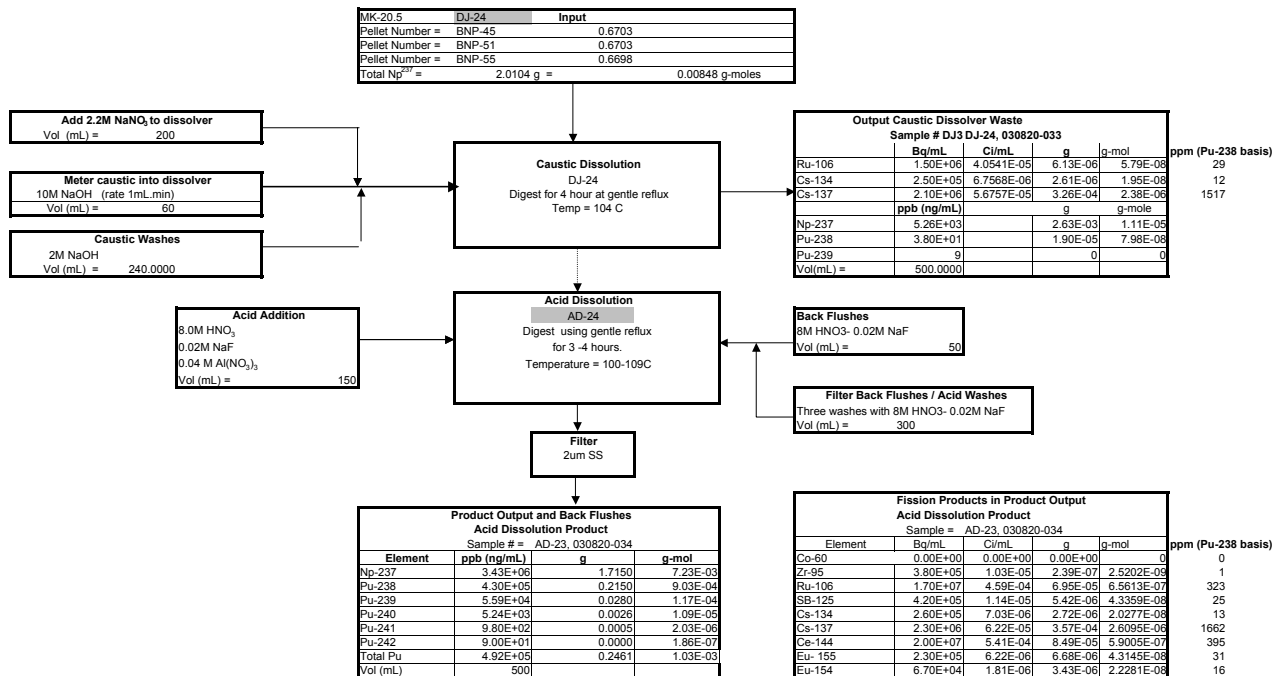 MK-20.5 DJ-24 Input
Pellet Number = BNP-45 0.6703
Pellet Number = BNP-51 0.6703
Pellet Number = BNP-55 0.6698
Total Np237 = 2.0104 g = 0.00848 g-moles
Add 2.2M NaNO3 to dissolver
Vol (mL) = 200
Meter caustic into dissolver
10M NaOH (rate 1mL.min)
Vol (mL) = 60
Caustic Washes
2M NaOH
Vol (mL) = 240.0000
Caustic Dissolution
DJ-24
Digest for 4 hour at gentle reflux
Temp = 104 C
Output Caustic Dissolver Waste
Sample # DJ3 DJ-24, 030820-033
Bq/mL Ci/mL g g-mol ppm (Pu-238 basis)
Ru-106 1.50E+06 4.0541E-05 6.13E-06 5.79E-08 29
Cs-134 2.50E+05 6.7568E-06 2.61E-06 1.95E-08 12
Cs-137 2.10E+06 5.6757E-05 3.26E-04 2.38E-06 1517
ppb (ng/mL) g g-mole
Np-237 5.26E+03 2.63E-03 1.11E-05
Pu-238 3.80E+01 1.90E-05 7.98E-08
Pu-239 9 0 0
Vol(mL) = 500.0000
Acid Addition
8.0M HNO3
0.02M NaF
0.04 M Al(NO3)3
Vol (mL) = 150
Acid Dissolution
AD-24
Digest using gentle reflux
for 3 -4 hours.
Temperature = 100-109C
Back Flushes
8M HNO3- 0.02M NaF
Vol (mL) = 50
Filter Back Flushes / Acid Washes
Three washes with 8M HNO3- 0.02M NaF
Vol (mL) = 300
Filter
2um SS
Product Output and Back Flushes
Acid Dissolution Product
Sample # = AD-23, 030820-034
Element ppb (ng/mL) g g-mol
Np-237 3.43E+06 1.7150 7.23E-03
Pu-238 4.30E+05 0.2150 9.03E-04
Pu-239 5.59E+04 0.0280 1.17E-04
Pu-240 5.24E+03 0.0026 1.09E-05
Pu-241 9.80E+02 0.0005 2.03E-06
Pu-242 9.00E+01 0.0000 1.86E-07
Total Pu 4.92E+05 0.2461 1.03E-03
Vol (mL) 500
Fission Products in Product Output
Acid Dissolution Product
Sample = AD-23, 030820-034
Element Bq/mL Ci/mL g g-mol ppm (Pu-238 basis)
Co-60 0.00E+00 0.00E+00 0.00E+00 0 0
Zr-95 3.80E+05 1.03E-05 2.39E-07 2.5202E-09 1
Ru-106 1.70E+07 4.59E-04 6.95E-05 6.5613E-07 323
SB-125 4.20E+05 1.14E-05 5.42E-06 4.3359E-08 25
Cs-134 2.60E+05 7.03E-06 2.72E-06 2.0277E-08 13
Cs-137 2.30E+06 6.22E-05 3.57E-04 2.6095E-06 1662
Ce-144 2.00E+07 5.41E-04 8.49E-05 5.9005E-07 395
Eu- 155 2.30E+05 6.22E-06 6.68E-06 4.3145E-08 31
Eu-154 6.70E+04 1.81E-06 3.43E-06 2.2281E-08 16